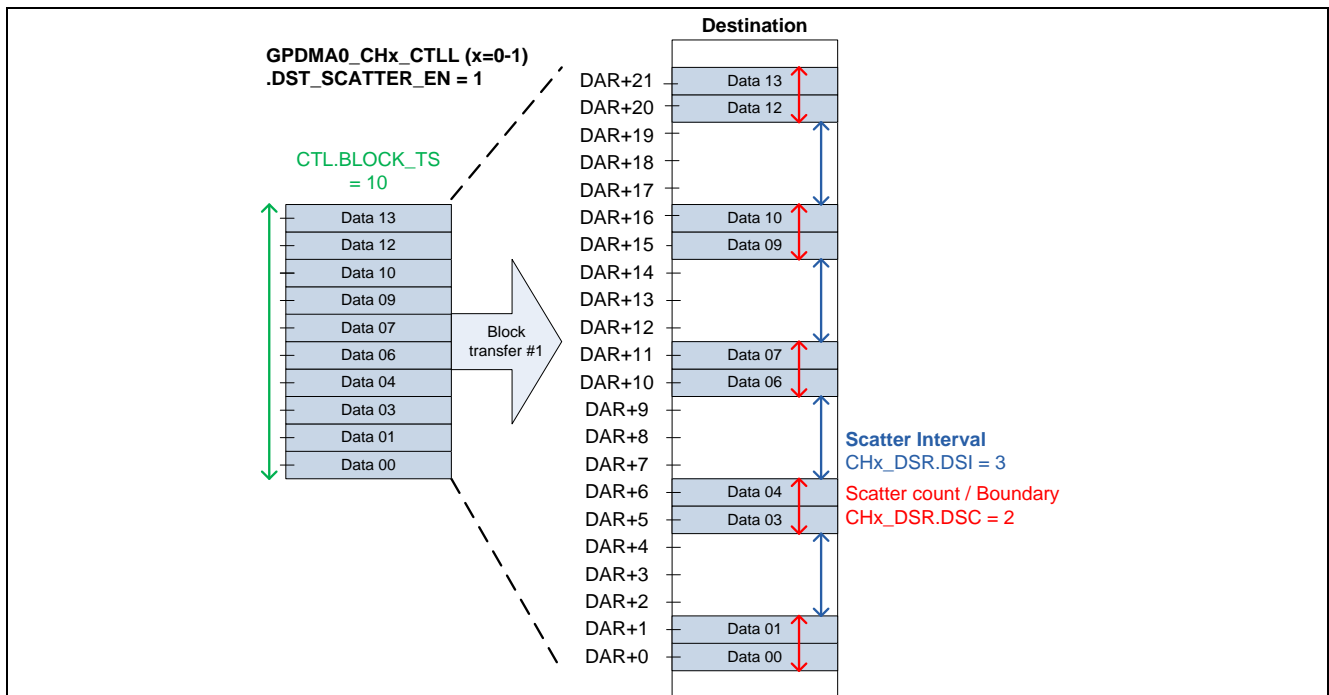 Destination
GPDMA0_CHx_CTLL (x=0-1)
.DST_SCATTER_EN = 1
CTL.BLOCK_TS
= 10
Data 13
Data 12
Data 10
Data 09
Data 07
Data 06
Data 04
Data 03
Data 01
Data 00
Block
transfer #1
DAR+21 Data 13
DAR+20 Data 12
DAR+19
DAR+18
DAR+17
DAR+16 Data 10
DAR+15 Data 09
DAR+14
DAR+13
DAR+12
DAR+11 Data 07
DAR+10 Data 06
DAR+9
DAR+8
DAR+7
DAR+6 Data 04
DAR+5 Data 03
DAR+4
DAR+3
DAR+2
DAR+1 Data 01
DAR+0 Data 00
Scatter Interval
CHx_DSR.DSI = 3
Scatter count / Boundary
CHx_DSR.DSC = 2